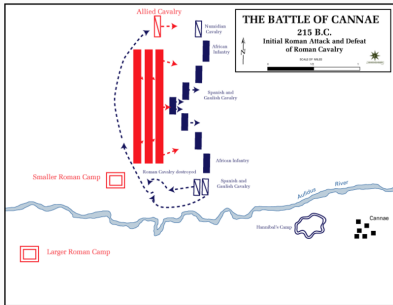 Allied Cavalry
THE BATTLE OF CANNAE
215 B.C.
Initial Roman Attack and Defeat
of Roman Cavalry
N
Numidian
Cavalry
African
Infantry
Spanish and
Gaulish Cavalry
African Infantry
Roman Cavalry destroyed
Spanish and
Gaulish Cavalry
Smaller Roman Camp
Aufidus River
Hannibal's Camp
Cannae
Larger Roman Camp